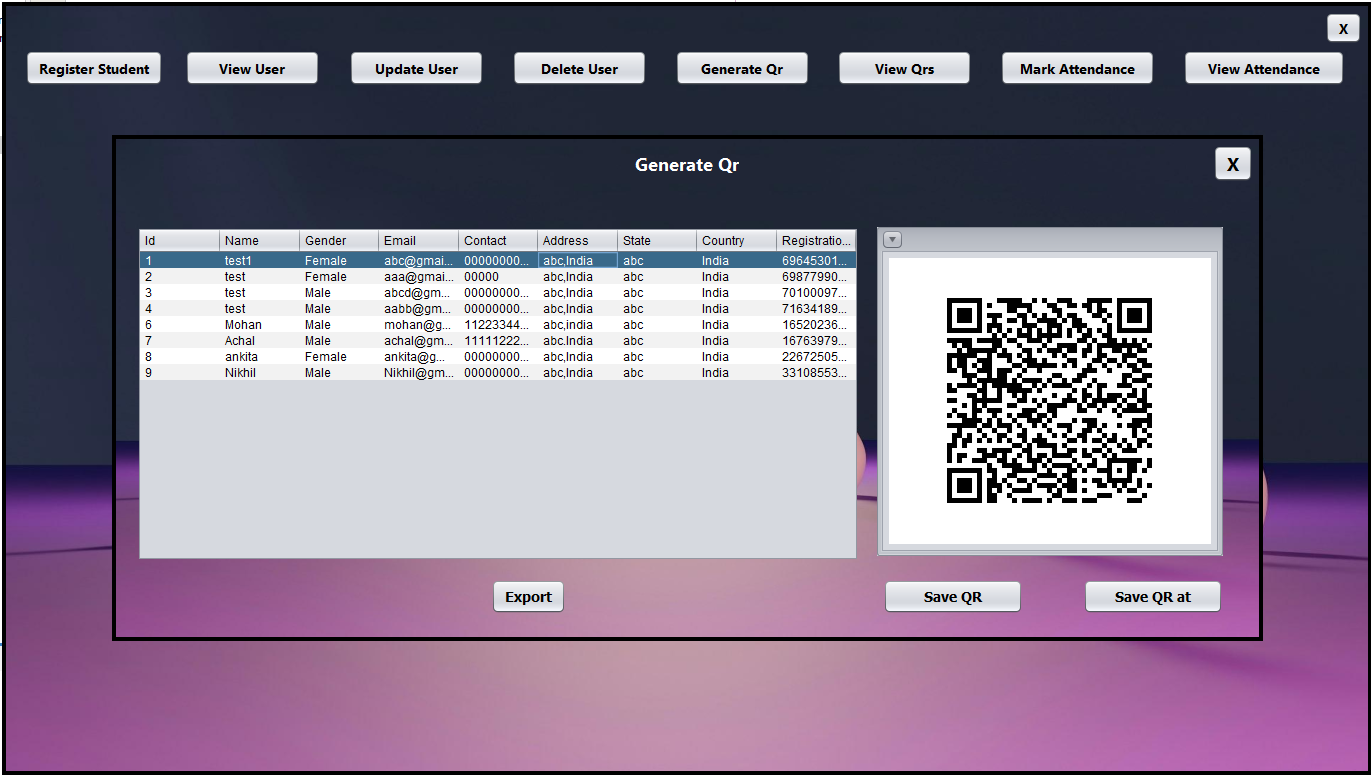 X
Register Student View User Update User Delete User Generate Qr View Qrs Mark Attendance View Attendance
Generate Qr
X
Id Name Gender Email Contact Address State Country Registratio...
1 test1 Female abc@gmai... 00000000... abc,India abc India 69645301...
2 test Female aaa@gmai... 00000 abc,India abc India 69877990...
3 test Male abcd@gm... 00000000... abc,India abc India 70100097...
4 test Male aabb@gm... 00000000... abc,India abc India 71634189...
6 Mohan Male mohan@g... 11223344... abc,India abc India 16520236...
7 Achal Male achal@gm... 11111222... abc,India abc India 16763979...
8 ankita Female ankita@g... 00000000... abc,India abc India 22672505...
9 Nikhil Male Nikhil@gm... 00000000... abc,India abc India 33108553...
Export Save QR Save QR at